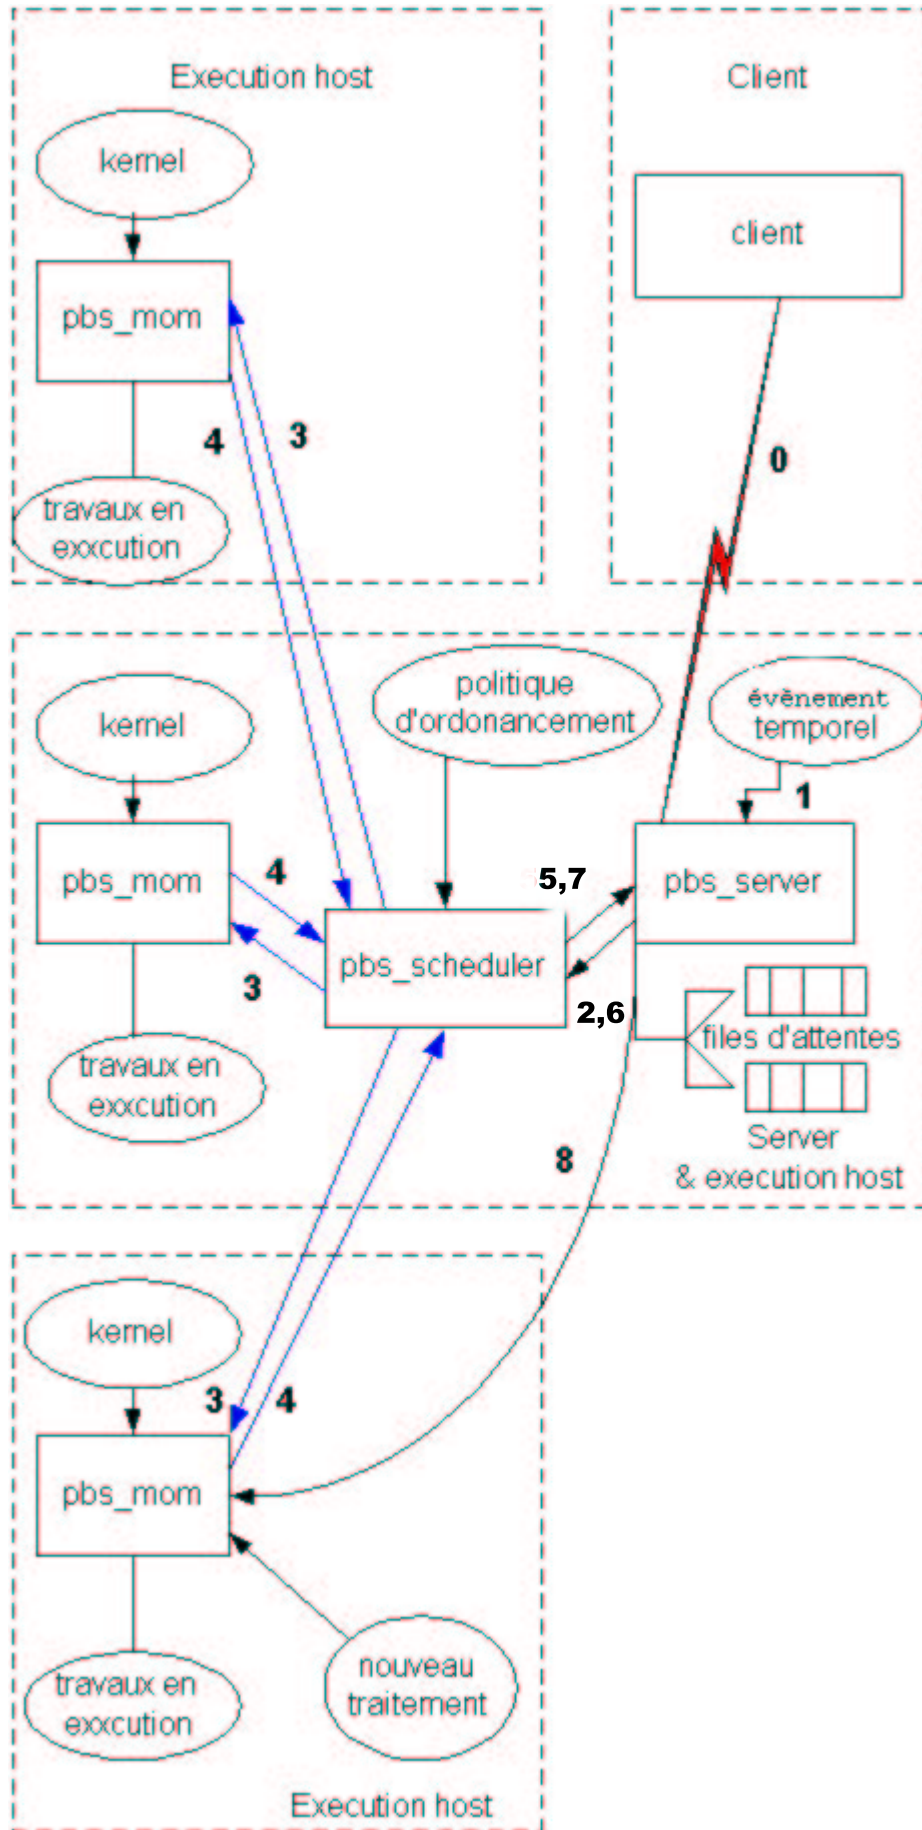 Execution host
kernel
pbs_mom
4
3
travaux en
exxcution
Client
client
0
kernel
politique
d'ordonancement
évènement
temporel
1
pbs_mom
4
3
5,7
pbs_server
pbs_scheduler
2,6
files d'attentes
travaux en
exxcution
Server
& execution host
8
kernel
3
4
pbs_mom
nouveau
traitement
travaux en
exxcution
Execution host